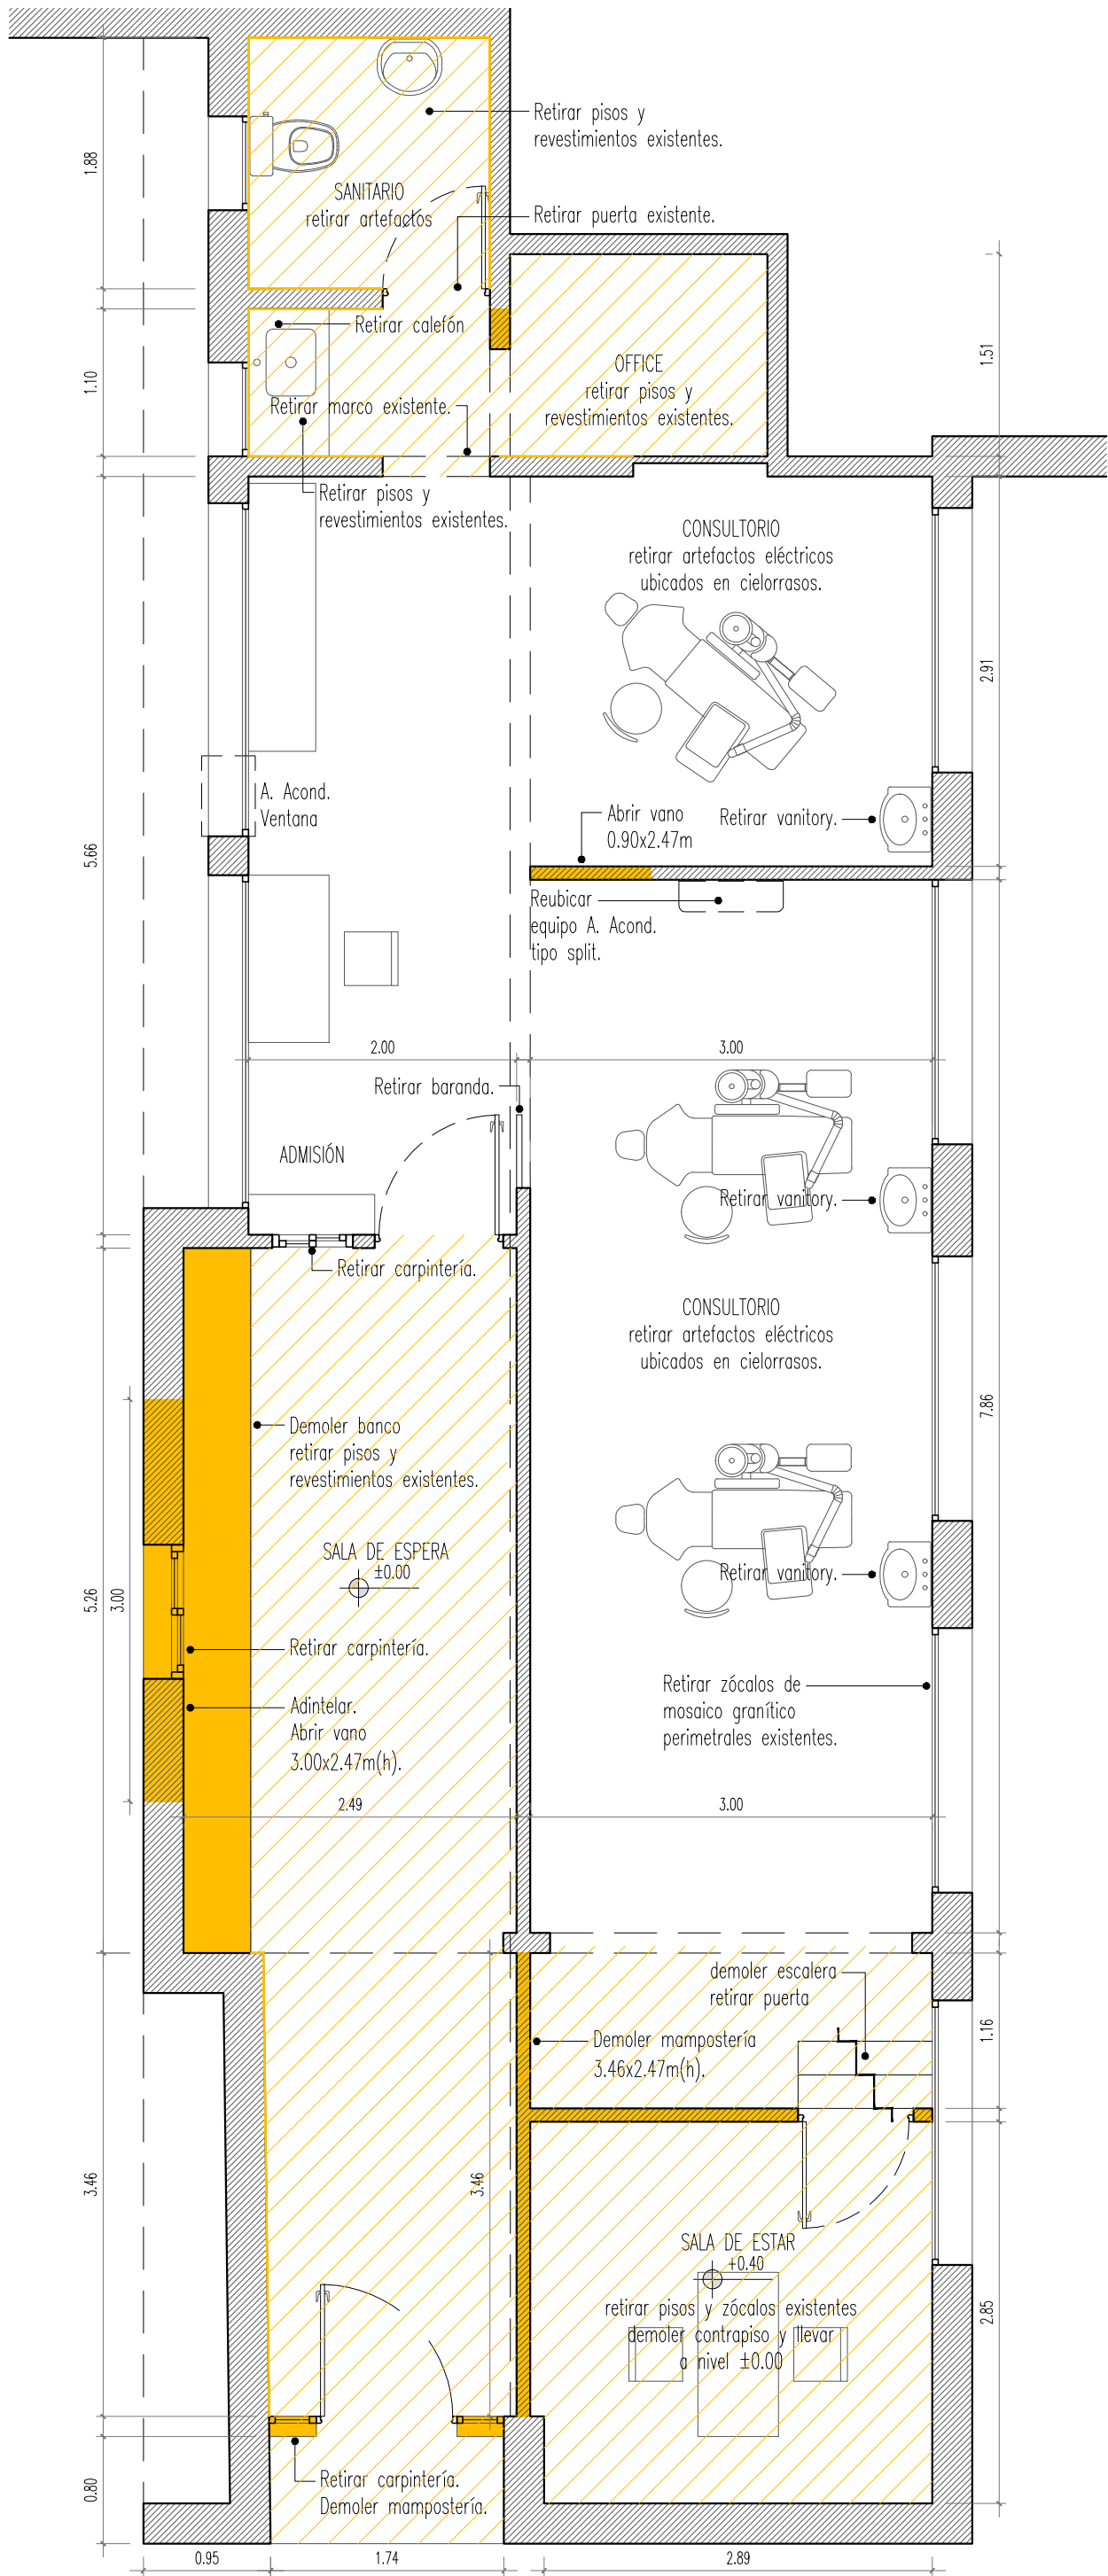 Retirar pisos y
revestimientos existentes.
1.88
SANITARIO
retirar artefactos
Retirar puerta existente.
Retirar calefón
1.10
1.51
OFFICE
retirar pisos y
revestimientos existentes.
Retirar marco existente.
Retirar pisos y
revestimientos existentes.
CONSULTORIO
retirar artefactos eléctricos
ubicados en cielorrasos.
2.91
A. Acond.
Ventana
Abrir vano
0.90x2.47m
Retirar vanitory.
5.66
Reubicar
equipo A. Acond.
tipo split.
2.00
3.00
Retirar baranda.
ADMISIÓN
Retirar vanitory.
Retirar carpintería.
CONSULTORIO
retirar artefactos eléctricos
ubicados en cielorrasos.
7.86
Demoler banco
retirar pisos y
revestimientos existentes.
SALA DE ESPERA
±0.00
Retirar vanitory.
5.26
3.00
Retirar carpintería.
Retirar zócalos de
mosaico granítico
perimetrales existentes.
Adintelar.
Abrir vano
3.00x2.47m(h).
2.49
3.00
demoler escalera
retirar puerta
1.16
Demoler mampostería
3.46x2.47m(h).
3.46
3.46
SALA DE ESTAR
+0.40
retirar pisos y zócalos existentes
demoler contrapiso y llevar
a nivel ±0.00
2.85
Retirar carpintería.
Demoler mampostería.
0.80
0.95
1.74
2.89